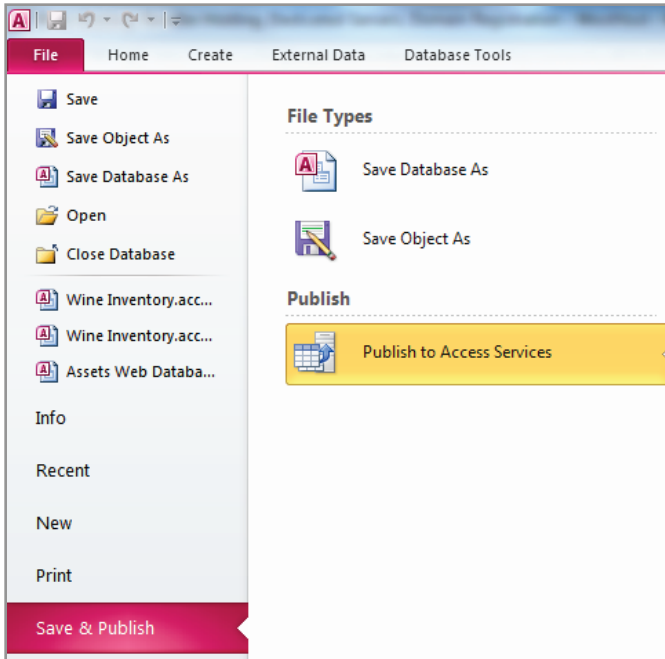 File Home Create External Data Database Tools
Save
Save Object As
Save Database As
Open
Close Database
Wine Inventory.acc...
Wine Inventory.acc...
Assets Web Databa...
Info
Recent
New
Print
Save & Publish
File Types
Save Database As
Save Object As
Publish
Publish to Access Services